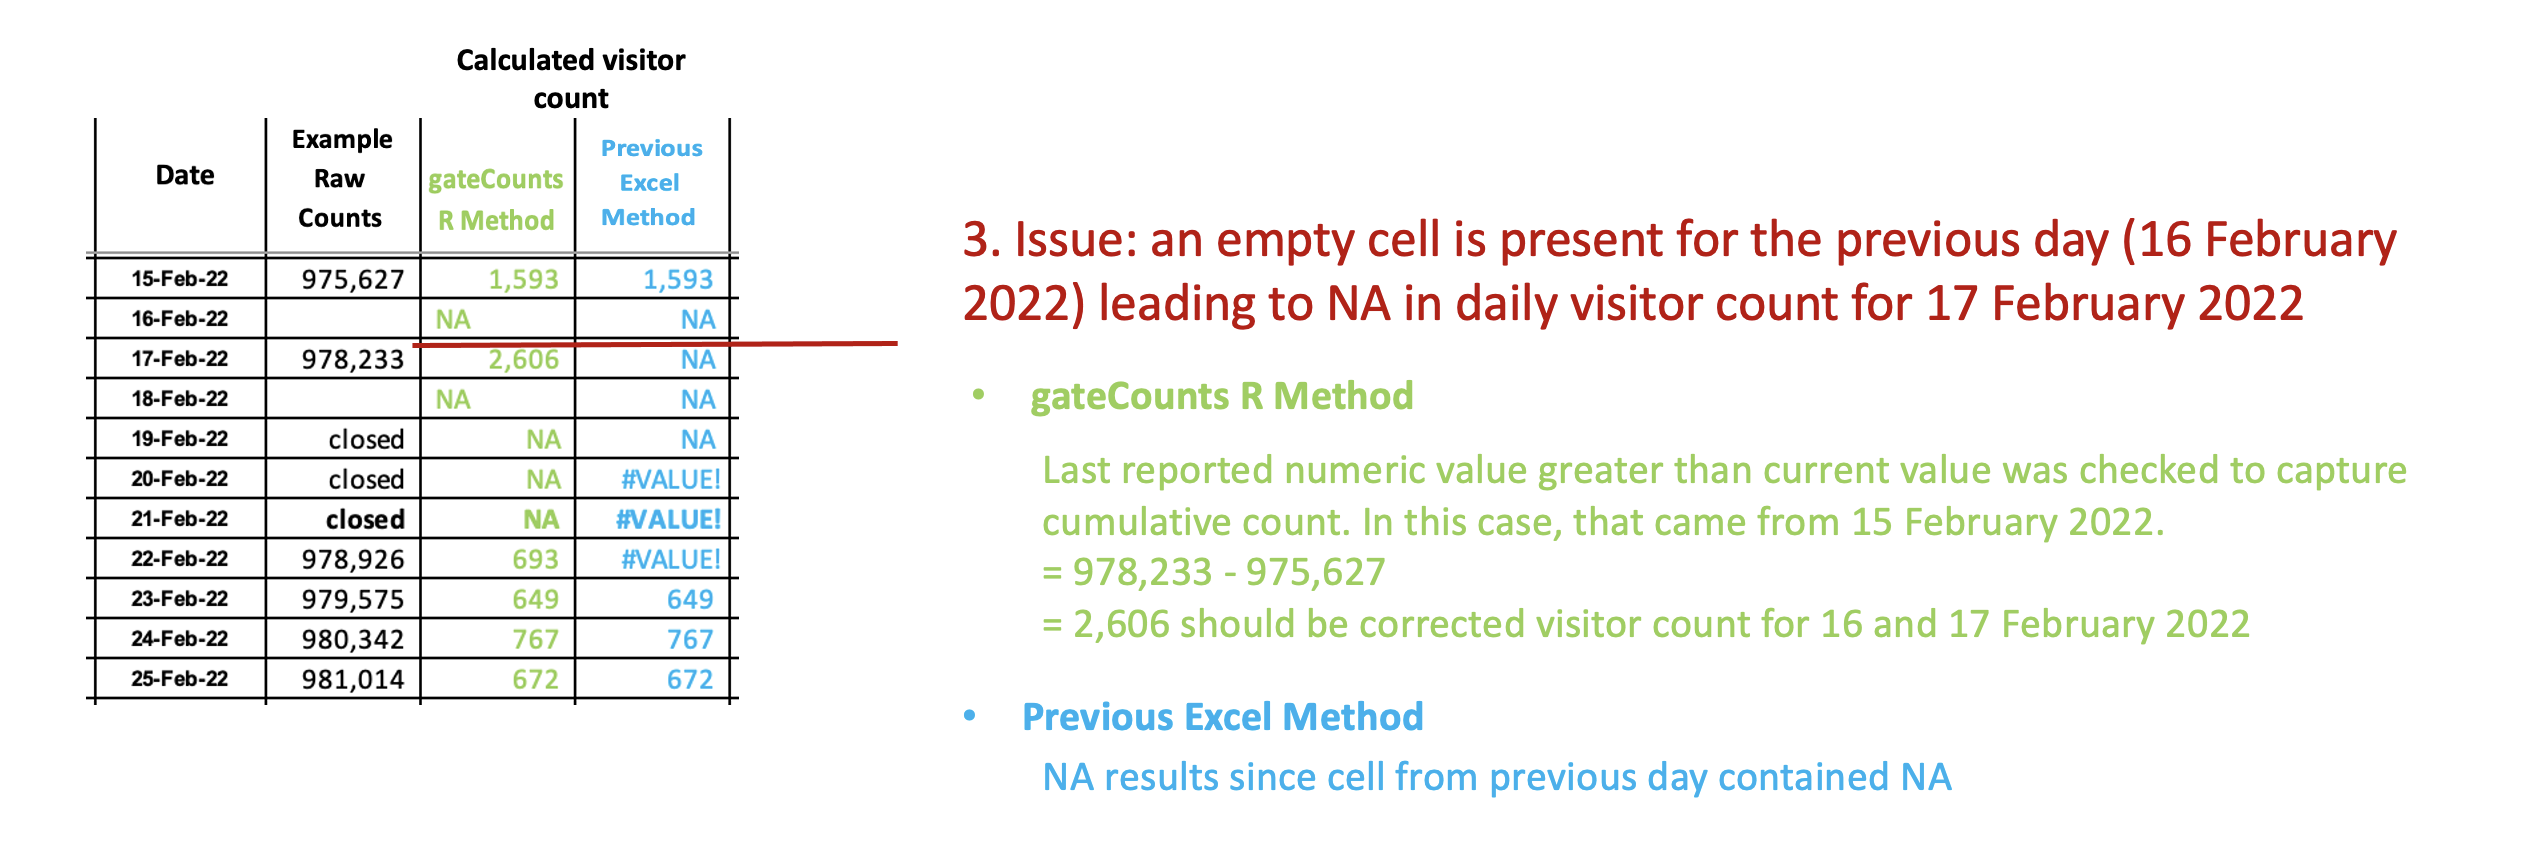 Calculated visitor
count
Date
Example
Raw
Counts
gateCounts
R Method
Previous
Excel
Method
15-Feb-22 975,627 1,593 1,593
16-Feb-22 NA NA
17-Feb-22 978,233 2,606 NA
18-Feb-22 NA NA
19-Feb-22 closed NA NA
20-Feb-22 closed NA #VALUE!
21-Feb-22 closed NA #VALUE!
22-Feb-22 978,926 693 #VALUE!
23-Feb-22 979,575 649 649
24-Feb-22 980,342 767 767
25-Feb-22 981,014 672 672
3. Issue: an empty cell is present for the previous day (16 February
2022) leading to NA in daily visitor count for 17 February 2022
• gateCounts R Method
Last reported numeric value greater than current value was checked to capture
cumulative count. In this case, that came from 15 February 2022.
= 978,233 - 975,627
= 2,606 should be corrected visitor count for 16 and 17 February 2022
• Previous Excel Method
NA results since cell from previous day contained NA